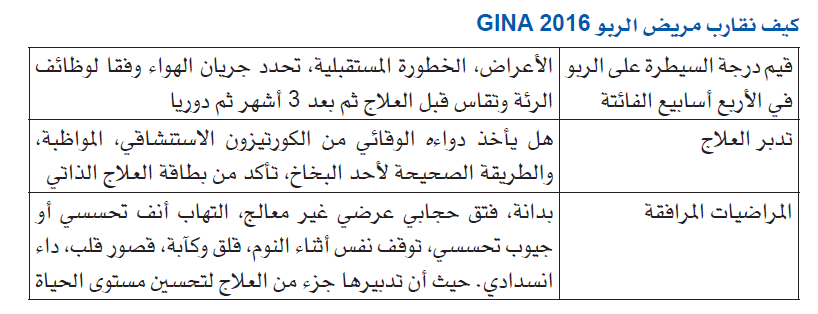 كيف نقارب مريض الربو GINA 2016
قيم درجة السيطرة على الربو
في الأربع أسابيع الفائتة
الأعراض، الخطورة المستقبلية، تحدد جريان الهواء وفقا لوظائف
الرئة وتقاس قبل العلاج ثم بعد 3 أشهر ثم دوريا
تدبر العلاج
هل يأخذ دواءه الوقائي من الكورتيزون الاستنشاقي، المواظبة،
والطريقة الصحيحة لأحد البخاخ، تأكد من بطاقة العلاج الذاتي
المراضيات المرافقة
بدانة، فتق حجابي عرضي غير معالج، التهاب أنف تحسسي أو
جيوب تحسسي، توقف نفس أثناء النوم، قلق وكآبة، قصور قلب، داء
انسدادي. حيث أن تدبيرها جزء من العلاج لتحسين مستوى الحياة